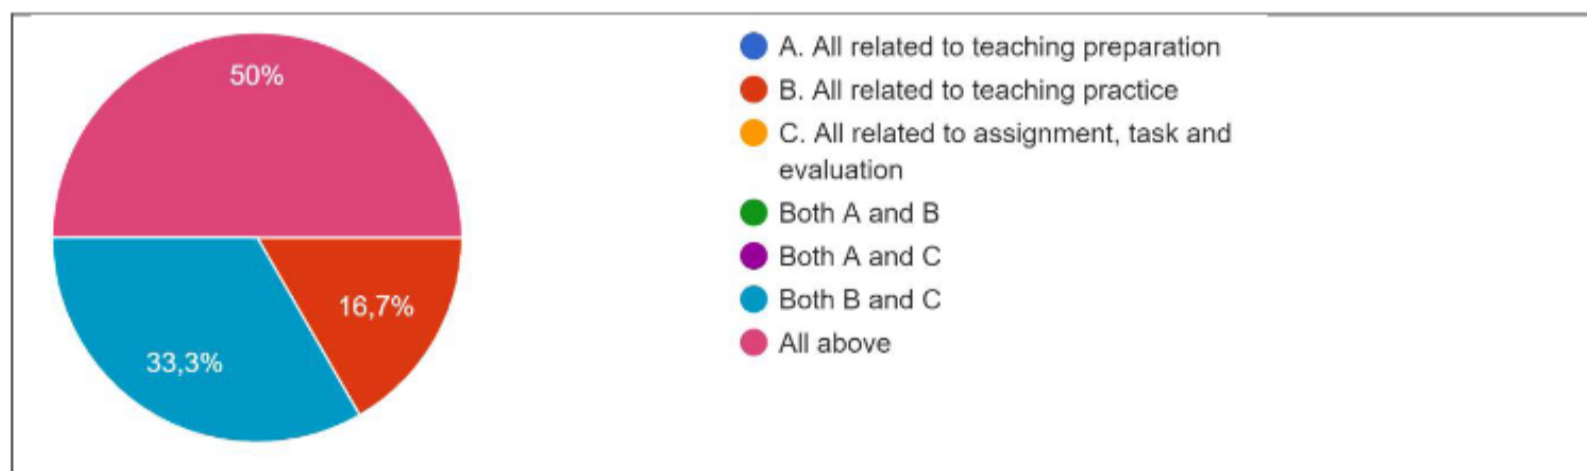 50%
16,7%
33,3%
A. All related to teaching preparation
B. All related to teaching practice
C. All related to assignment, task and
evaluation
Both A and B
Both A and C
Both B and C
All above